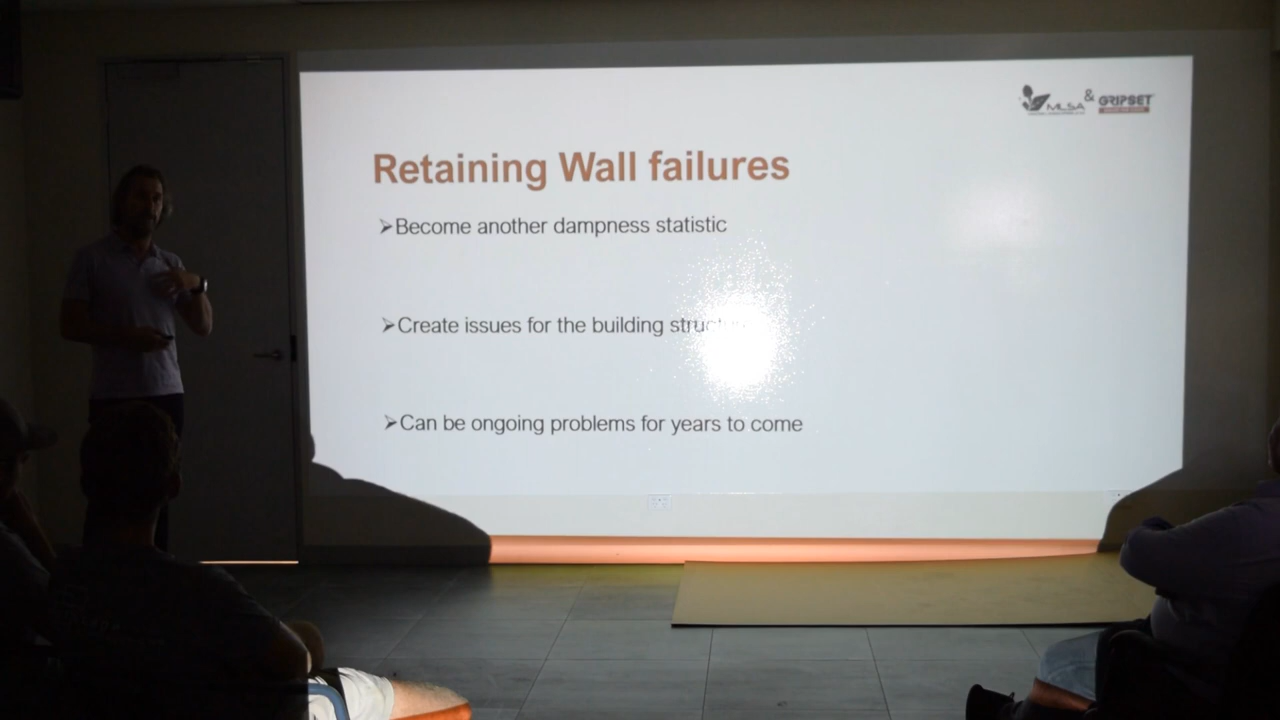 MLSA & GRIPSET
Retaining Wall failures
➢Become another dampness statistic
➢Create issues for the building
➢Can be ongoing problems for years to come